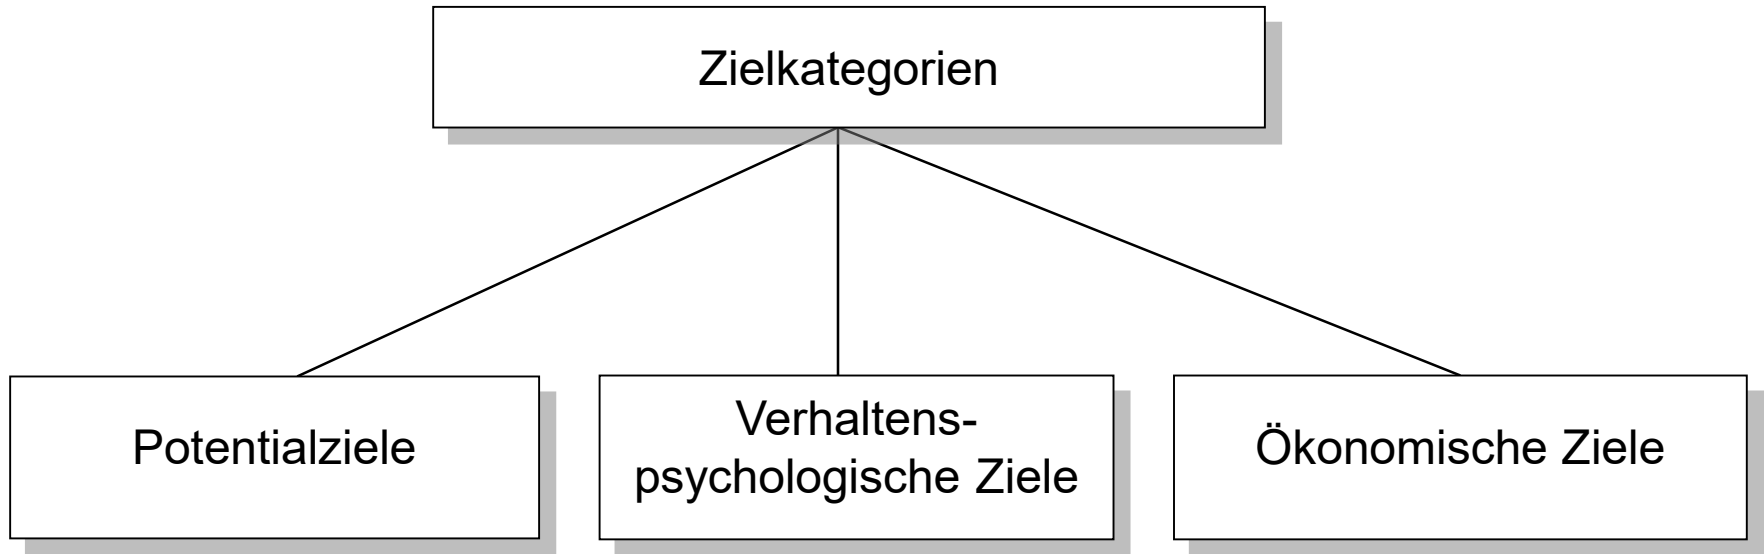 Zielkategorien
Potentialziele
Verhaltens-
psychologische Ziele
Ökonomische Ziele